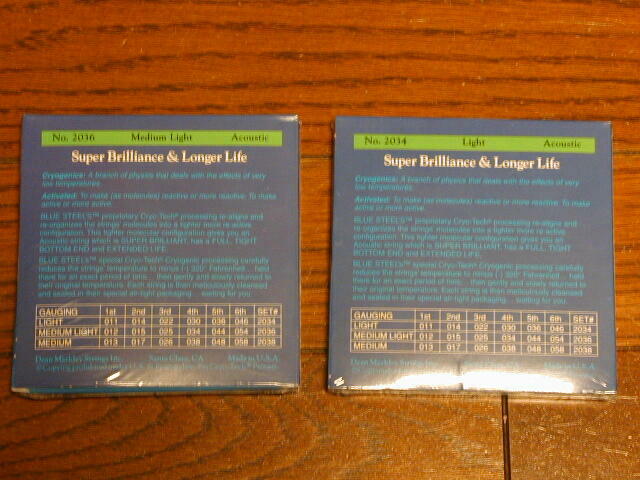 No. 2036 Medium Light Acoustic
Super Brilliance & Longer Life
Cryogenics: A branch of physics that deals with the effects of very
low temperatures.
Activated: To make (as molecules) reactive or more reactive. To make
active or more active.
BLUE STEELS™ proprietary Cryo-Tech® processing re-aligns and
re-organizes the strings' molecules into a tighter more re-active
configuration. This tighter molecular configuration gives you an
Acoustic string which is SUPER BRILLIANT, has a FULL, TIGHT
BOTTOM END and EXTENDED LIFE.
BLUE STEELS™ special Cryo-Tech® Cryogenic processing carefully
reduces the strings' temperature to minus (-) 320° Fahrenheit... held
there for an exact period of time... then gently and slowly returned to
their original temperature. Each string is then meticulously cleansed
and sealed in their special air-tight packaging... waiting for you.
GAUGING 1st 2nd 3rd 4th 5th 6th SET#
LIGHT 011 014 022 030 036 046 2034
MEDIUM LIGHT 012 015 025 034 044 054 2036
MEDIUM 013 017 026 038 048 058 2038
Dean Markley Strings Inc. Santa Clara, CA Made in U.S.A.
No. 2034 Light Acoustic
Super Brilliance & Longer Life
Cryogenics: A branch of physics that deals with the effects of very
low temperatures.
Activated: To make (as molecules) reactive or more reactive. To make
active or more active.
BLUE STEELS™ proprietary Cryo-Tech® processing re-aligns and
re-organizes the strings' molecules into a tighter more re-active
configuration. This tighter molecular configuration gives you an
Acoustic string which is SUPER BRILLIANT, has a FULL, TIGHT
BOTTOM END and EXTENDED LIFE.
BLUE STEELS™ special Cryo-Tech® Cryogenic processing carefully
reduces the strings' temperature to minus (-) 320° Fahrenheit... held
there for an exact period of time... then gently and slowly returned to
their original temperature. Each string is then meticulously cleansed
and sealed in their special air-tight packaging... waiting for you.
GAUGING 1st 2nd 3rd 4th 5th 6th SET#
LIGHT 011 014 022 030 036 046 2034
MEDIUM LIGHT 012 015 025 034 044 054 2036
013 017 026 038 048 058 2038
Dean Markley Made in U.S.A.